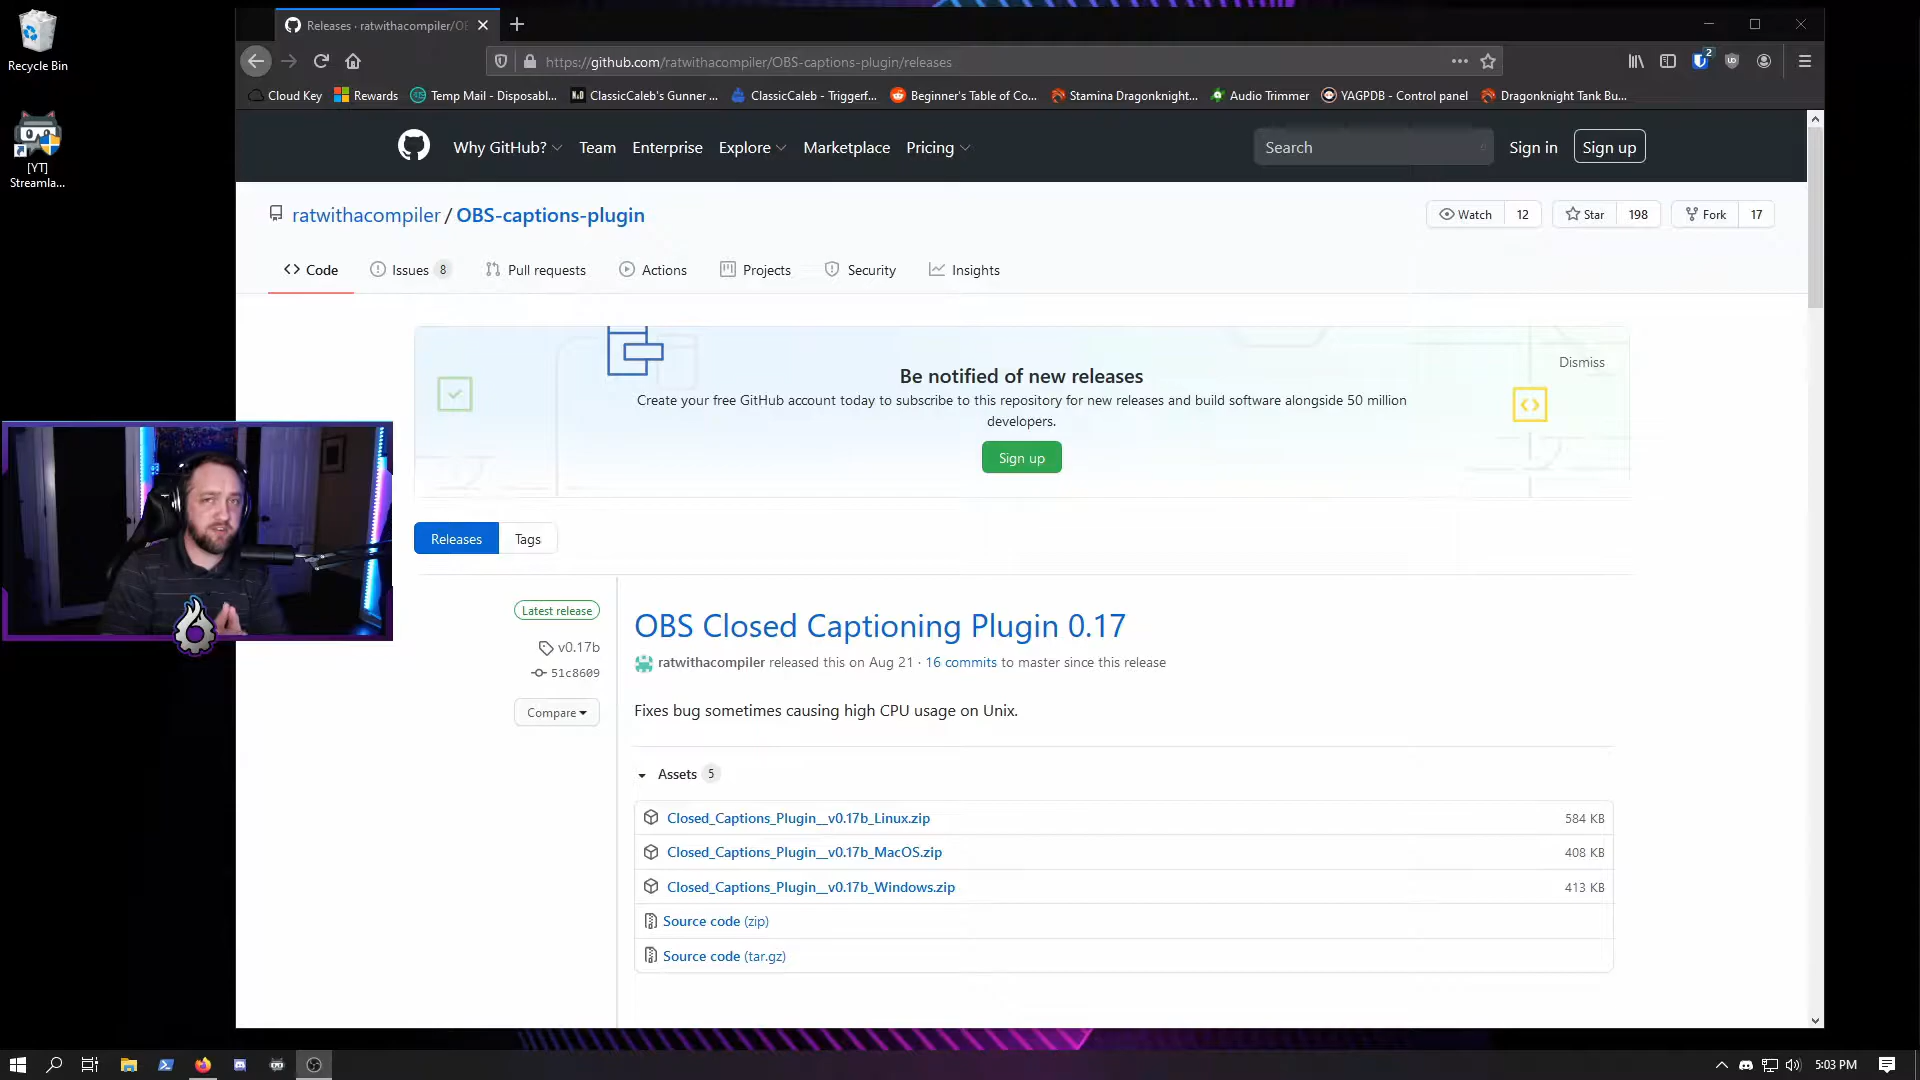 Recycle Bin
[YT]
Streamla...
Releases · ratwithacompiler/OB
https://github.com/ratwithacompiler/OBS-captions-plugin/releases
2
Cloud Key
Rewards
Temp Mail - Disposabl...
ClassicCaleb's Gunner ...
ClassicCaleb - Triggerf...
Beginner's Table of Co...
Stamina Dragonknight...
Audio Trimmer
YAGPDB - Control panel
Dragonknight Tank Bu...
Why GitHub?
Team
Enterprise
Explore
Marketplace
Pricing
Search
Sign in
Sign up
ratwithacompiler / OBS-captions-plugin
Watch 12
Star 198
Fork 17
Code
Issues 8
Pull requests
Actions
Projects
Security
Insights
Dismiss
Be notified of new releases
Create your free GitHub account today to subscribe to this repository for new releases and build software alongside 50 million
developers.
Sign up
Releases
Tags
Latest release
v0.17b
51c8609
Compare
OBS Closed Captioning Plugin 0.17
ratwithacompiler released this on Aug 21 · 16 commits to master since this release
Fixes bug sometimes causing high CPU usage on Unix.
Assets 5
Closed_Captions_Plugin__v0.17b_Linux.zip 584 KB
Closed_Captions_Plugin__v0.17b_MacOS.zip 408 KB
Closed_Captions_Plugin__v0.17b_Windows.zip 413 KB
Source code (zip)
Source code (tar.gz)
5:03 PM